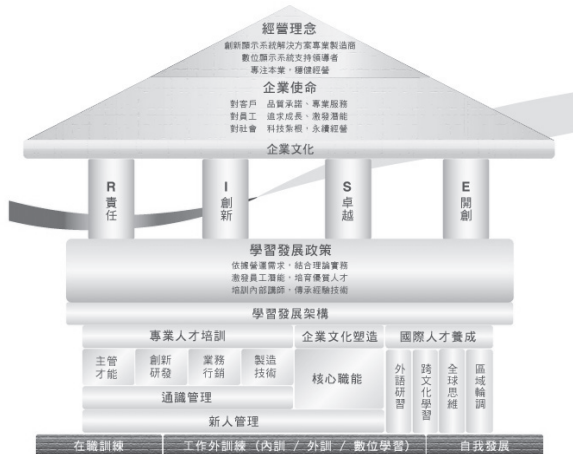 經營理念
創新顯示系統解決方案專業製造商
數位顯示系統支持領導者
專注本業，穩健經營
企業使命
對客戶 品質承諾、專業服務
對員工 追求成長、激發潛能
對社會 科技紮根、永續經營
企業文化
R 責任
I 創新
S 卓越
E 開創
學習發展政策
依據營運需求，結合理論實務
激發員工潛能，培育優質人才
培訓內部講師，傳承經驗技術
學習發展架構
專業人才培訓 企業文化塑造 國際人才養成
主管才能
創新研發
業務行銷
製造技術
核心職能
外語研習
跨文化學習
全球思維
區域輪調
通識管理
新人管理
在職訓練 工作外訓練（內訓 / 外訓 / 數位學習） 自我發展